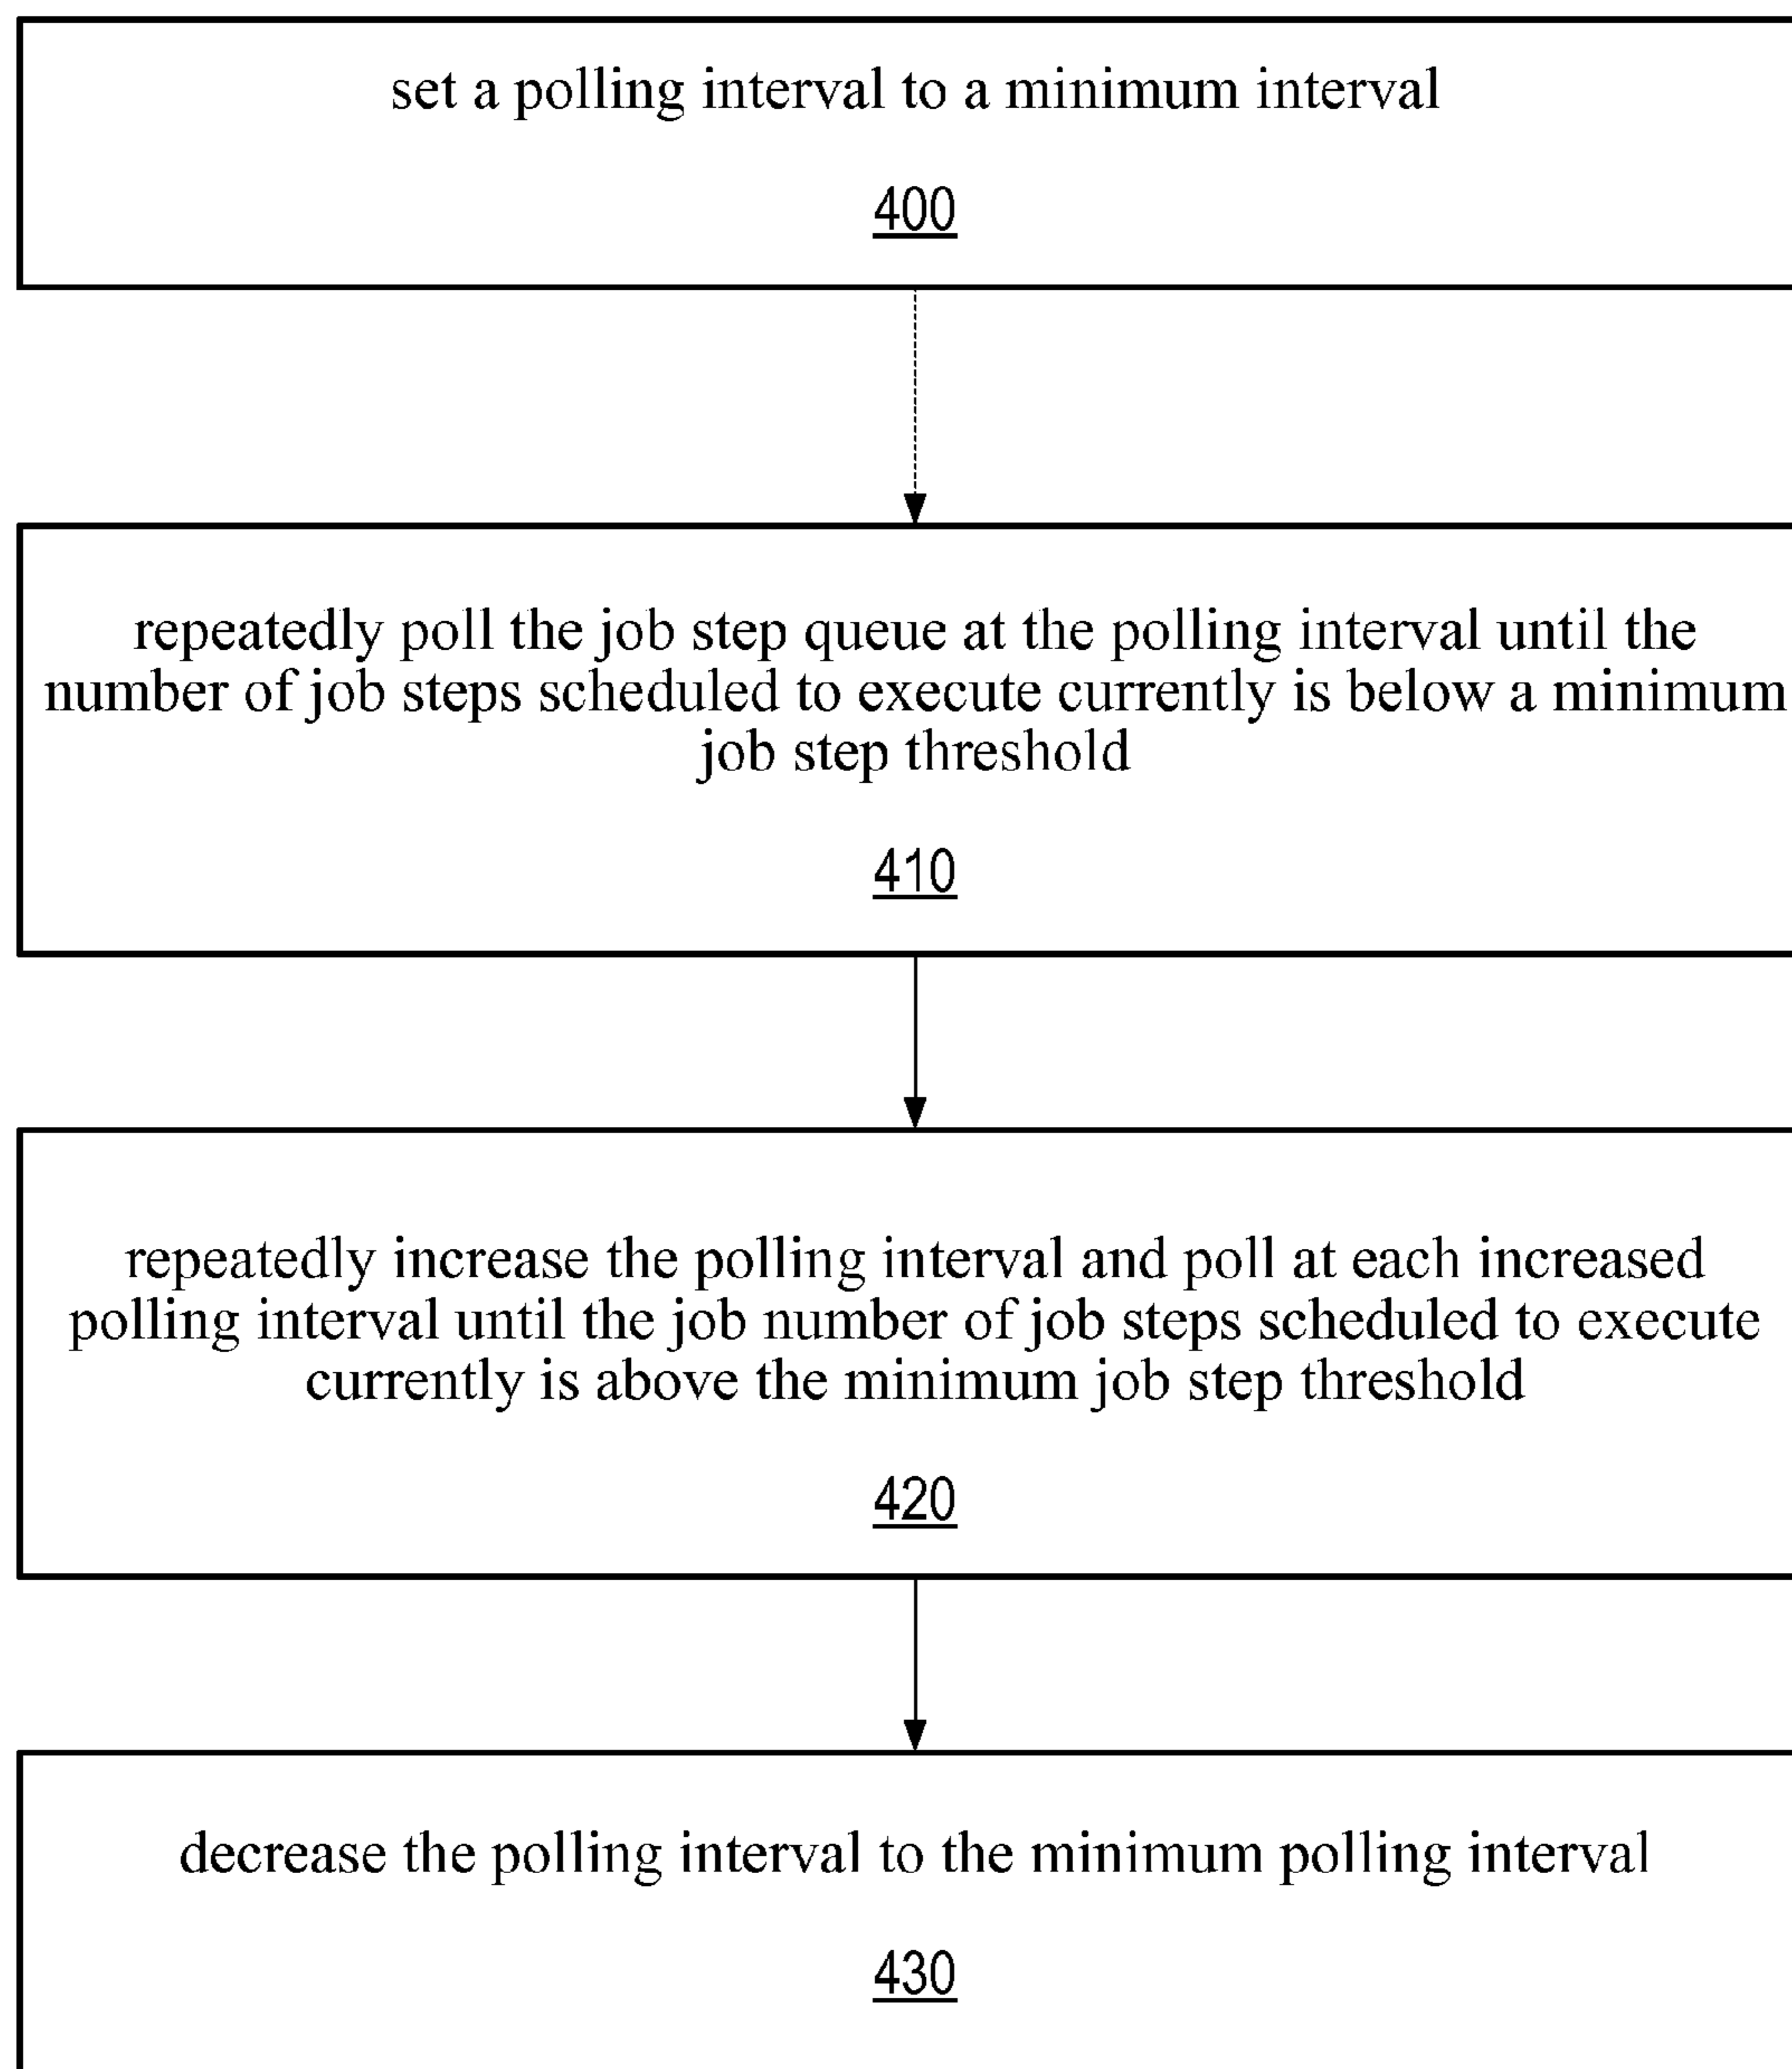 set a polling interval to a minimum interval
400
repeatedly poll the job step queue at the polling interval until the
number of job steps scheduled to execute currently is below a minimum
job step threshold
410
repeatedly increase the polling interval and poll at each increased
polling interval until the job number of job steps scheduled to execute
currently is above the minimum job step threshold
420
decrease the polling interval to the minimum polling interval
430